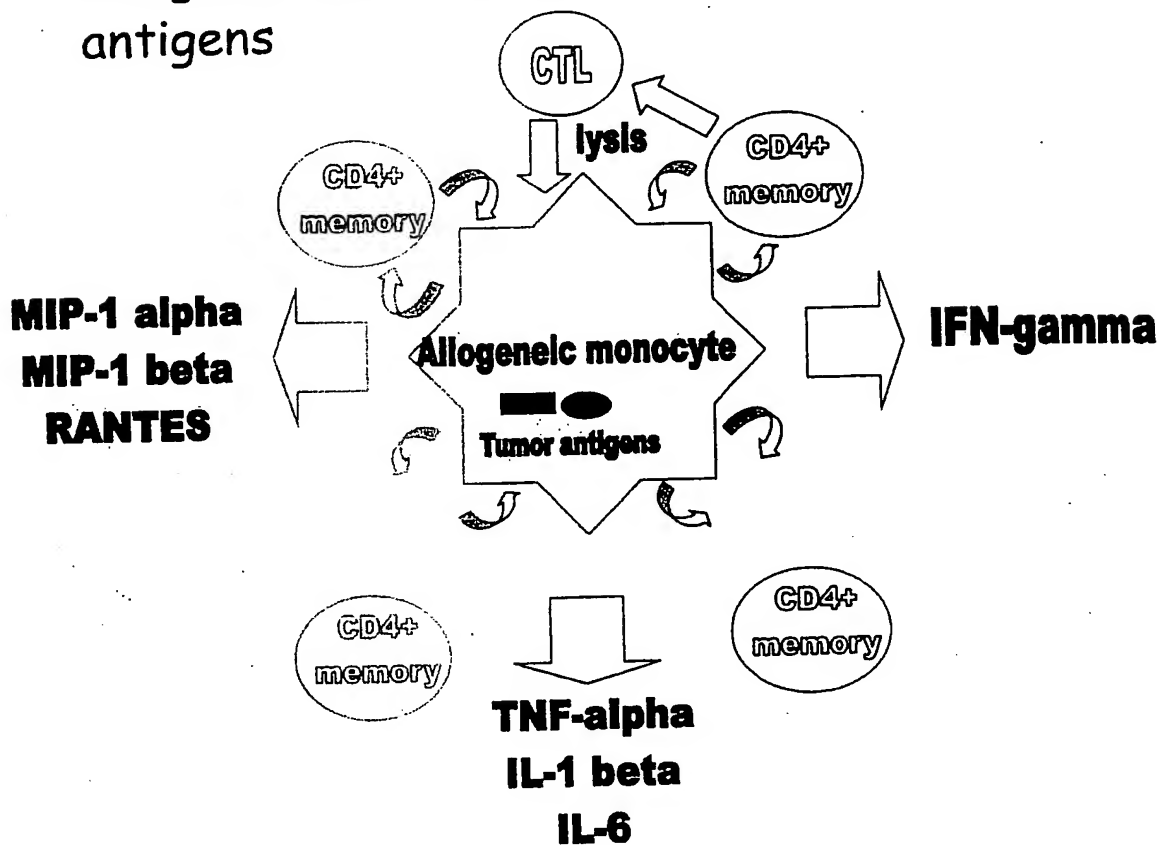 antigens
CTL
lysis
CD4+
memory
CD4+
memory
MIP-1 alpha
MIP-1 beta
RANTES
Allogeneic monocyte
Tumor antigens
IFN-gamma
CD4+
memory
CD4+
memory
TNF-alpha
IL-1 beta
IL-6